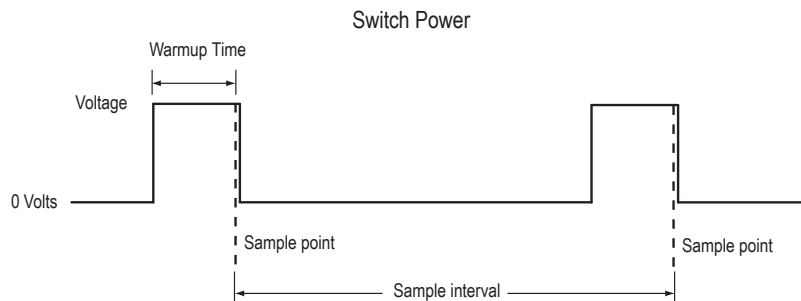 Switch Power
Warmup Time
Voltage
0 Volts
Sample point
Sample point
Sample interval